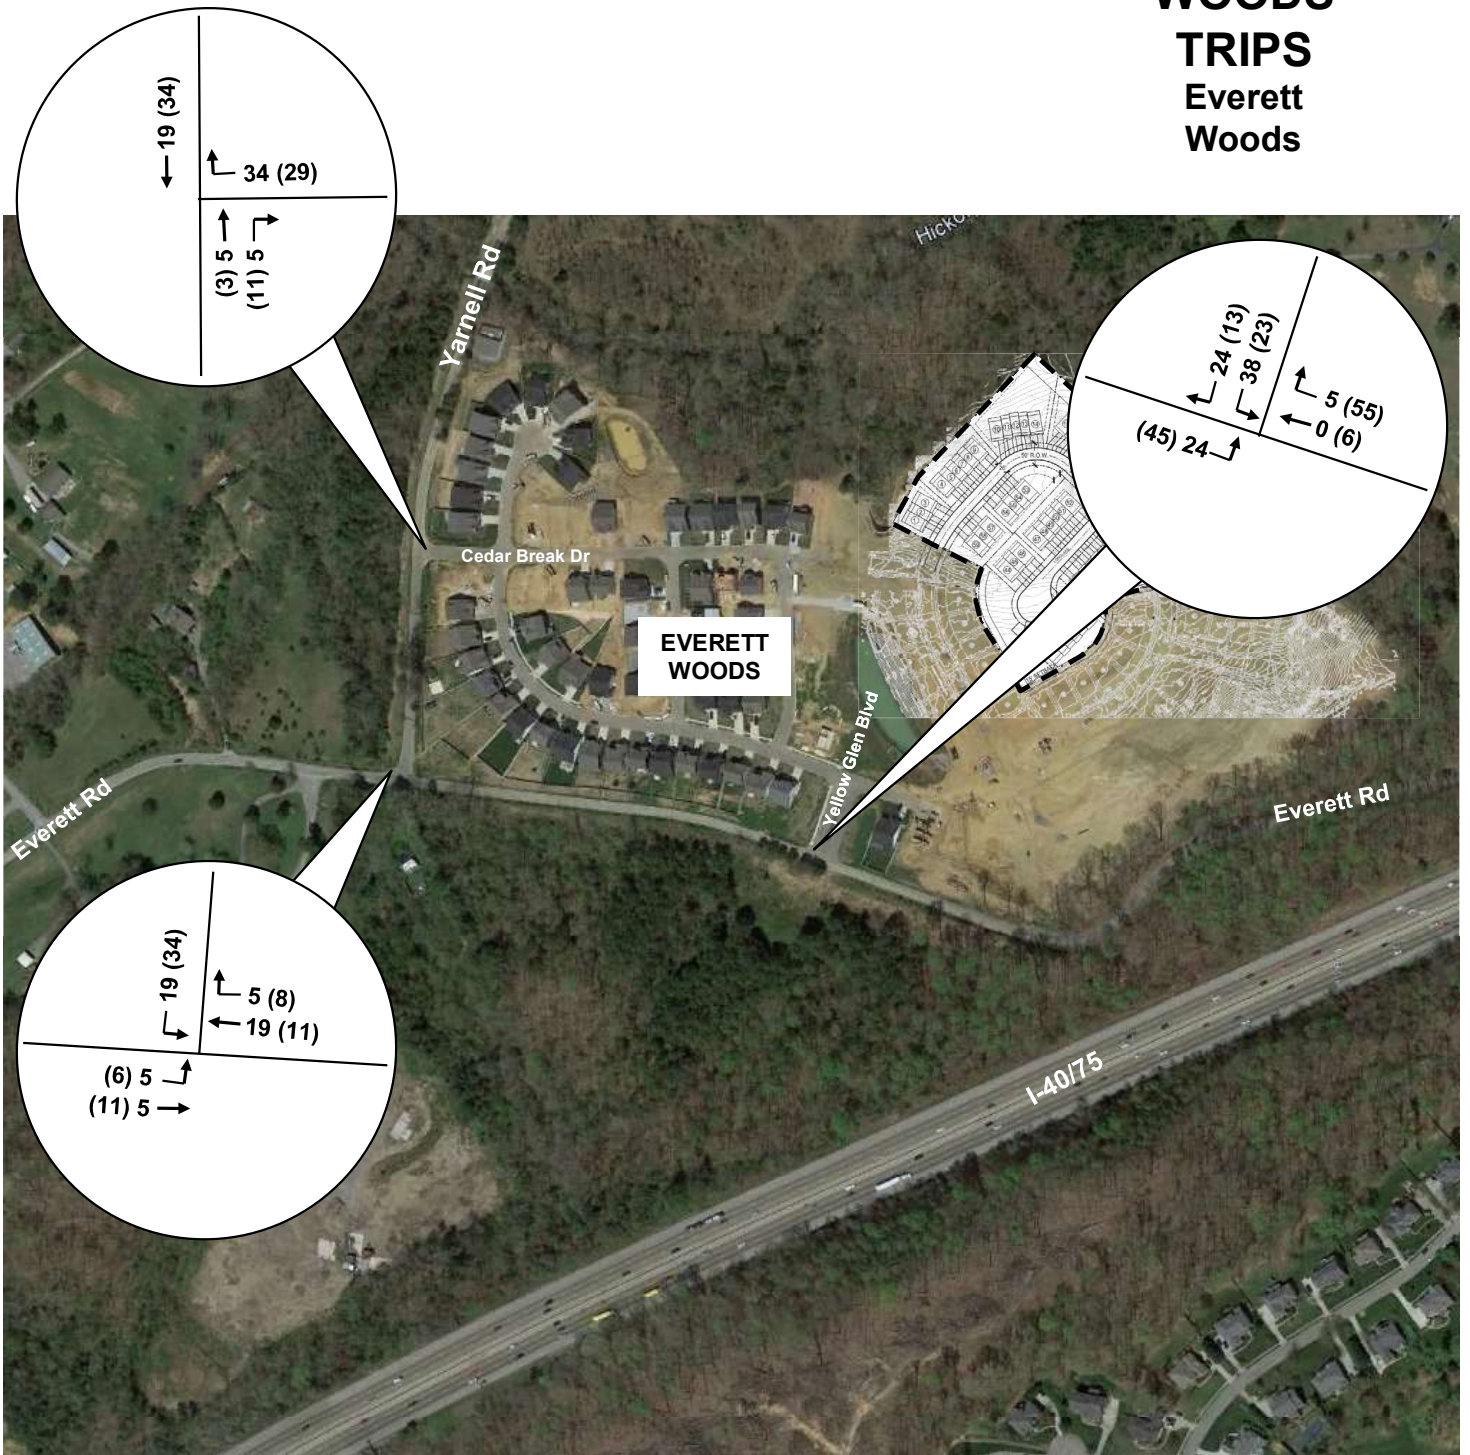 WOODS
TRIPS
Everett
Woods
19 (34)
34 (29)
(3) 5
(11) 5
Yarnell Rd
24 (13)
38 (23)
5 (55)
0 (6)
(45) 24
50' R.O.W.
Cedar Break Dr
EVERETT
WOODS
Yellow Glen Blvd
Everett Rd
Everett Rd
19 (34)
5 (8)
19 (11)
(6) 5
(11) 5
I-40/75